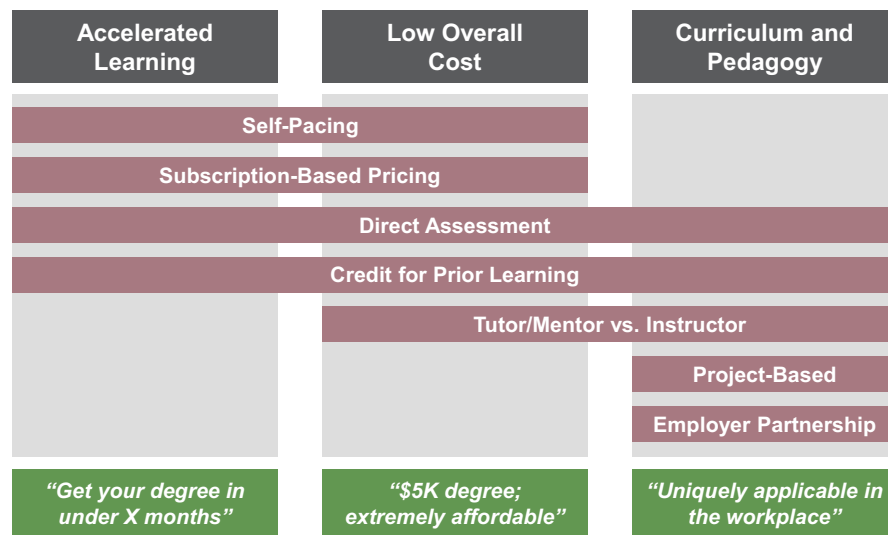 Accelerated
Learning
Low Overall
Cost
Curriculum and
Pedagogy
Self-Pacing
Subscription-Based Pricing
Direct Assessment
Credit for Prior Learning
Tutor/Mentor vs. Instructor
Project-Based
Employer Partnership
“Get your degree in
under X months”
“$5K degree;
extremely affordable”
“Uniquely applicable in
the workplace”